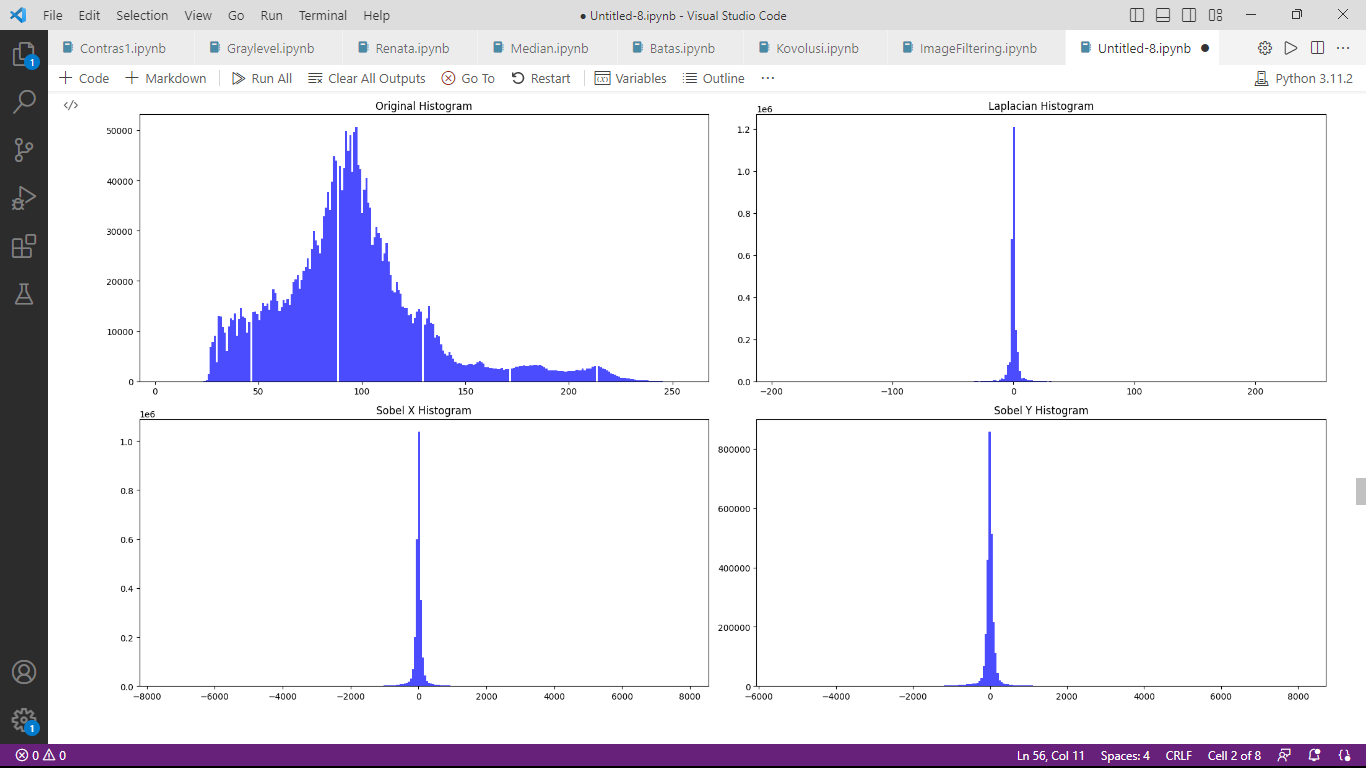 File Edit Selection View Go Run Terminal Help
● Untitled-8.ipynb - Visual Studio Code
Contras1.ipynb Graylevel.ipynb Renata.ipynb Median.ipynb Batas.ipynb Kovolusi.ipynb ImageFiltering.ipynb Untitled-8.ipynb ●
+ Code + Markdown Run All Clear All Outputs Go To Restart Variables Outline ... Python 3.11.2
1
Original Histogram
50000
40000
30000
20000
10000
0
0 50 100 150 200 250
Laplacian Histogram
1e6
1.2
1.0
0.8
0.6
0.4
0.2
0.0
−200 −100 0 100 200
Sobel X Histogram
1e6
1.0
0.8
0.6
0.4
0.2
0.0
−8000 −6000 −4000 −2000 0 2000 4000 6000 8000
Sobel Y Histogram
800000
600000
400000
200000
0
−6000 −4000 −2000 0 2000 4000 6000 8000
1
0 0 Ln 56, Col 11 Spaces: 4 CRLF Cell 2 of 8